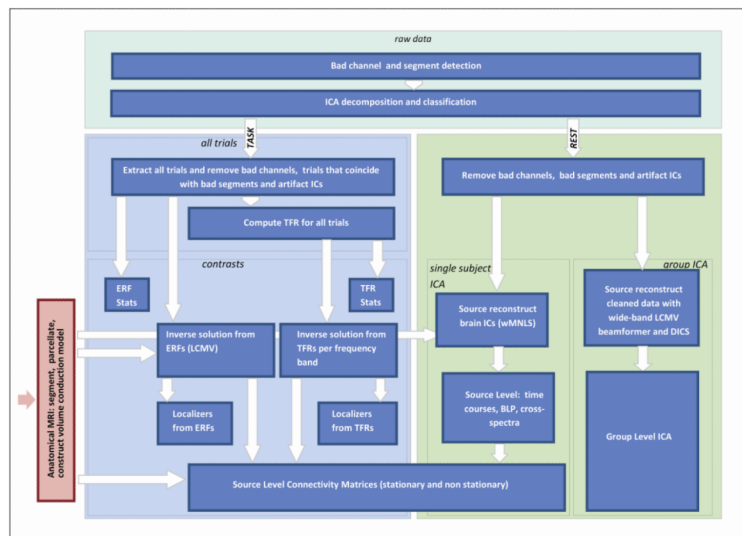 raw data
Bad channel and segment detection
ICA decomposition and classification
TASK
REST
all trials
Extract all trials and remove bad channels, trials that coincide
with bad segments and artifact ICs
Remove bad channels, bad segments and artifact ICs
Compute TFR for all trials
contrasts
single subject
ICA
group ICA
ERF
Stats
TFR
Stats
Source reconstruct
brain ICs (wMNLS)
Source reconstruct
cleaned data with
wide-band LCMV
beamformer and DICS
Anatomical MRI: segment, parcellate,
construct volume conduction model
Inverse solution from
ERFs (LCMV)
Inverse solution from
TFRs per frequency
band
Localizers
from ERFs
Localizers
from TFRs
Source Level: time
courses, BLP, cross-
spectra
Group Level ICA
Source Level Connectivity Matrices (stationary and non stationary)